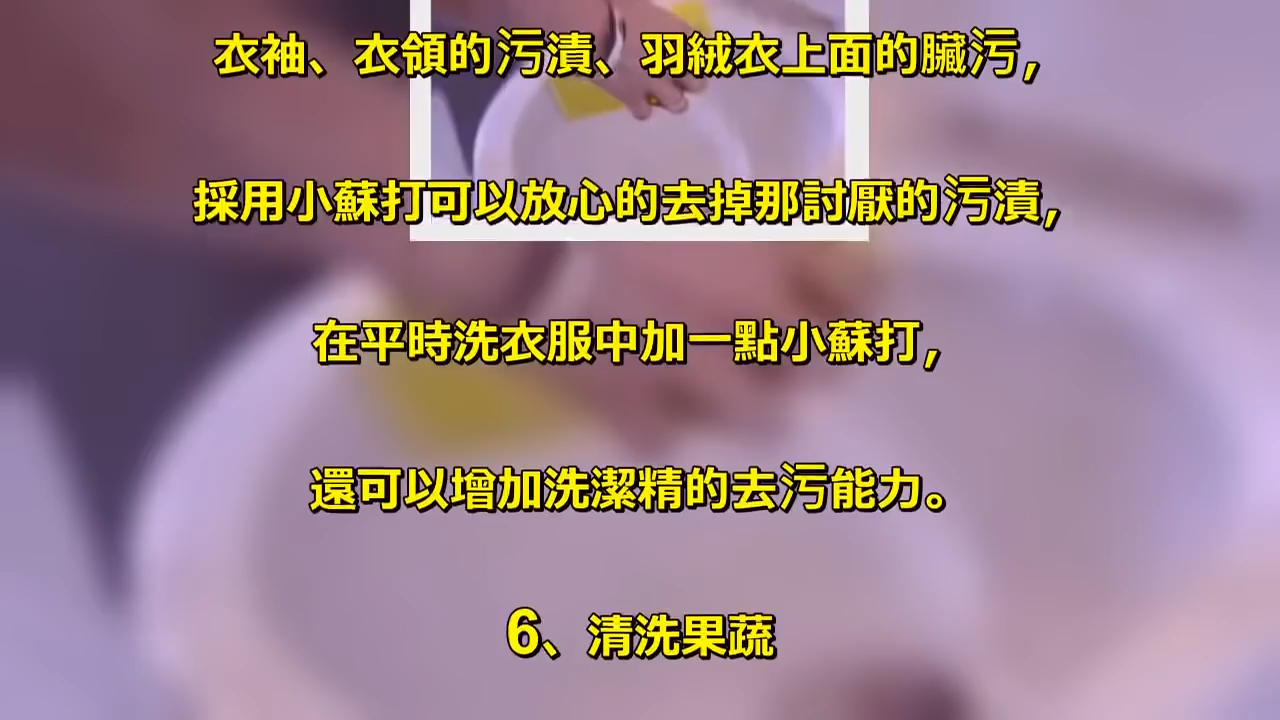 衣袖、衣領的污漬、羽絨衣上面的臟污，
採用小蘇打可以放心的去掉那討厭的污漬，
在平時洗衣服中加一點小蘇打，
還可以增加洗潔精的去污能力。
6、清洗果蔬